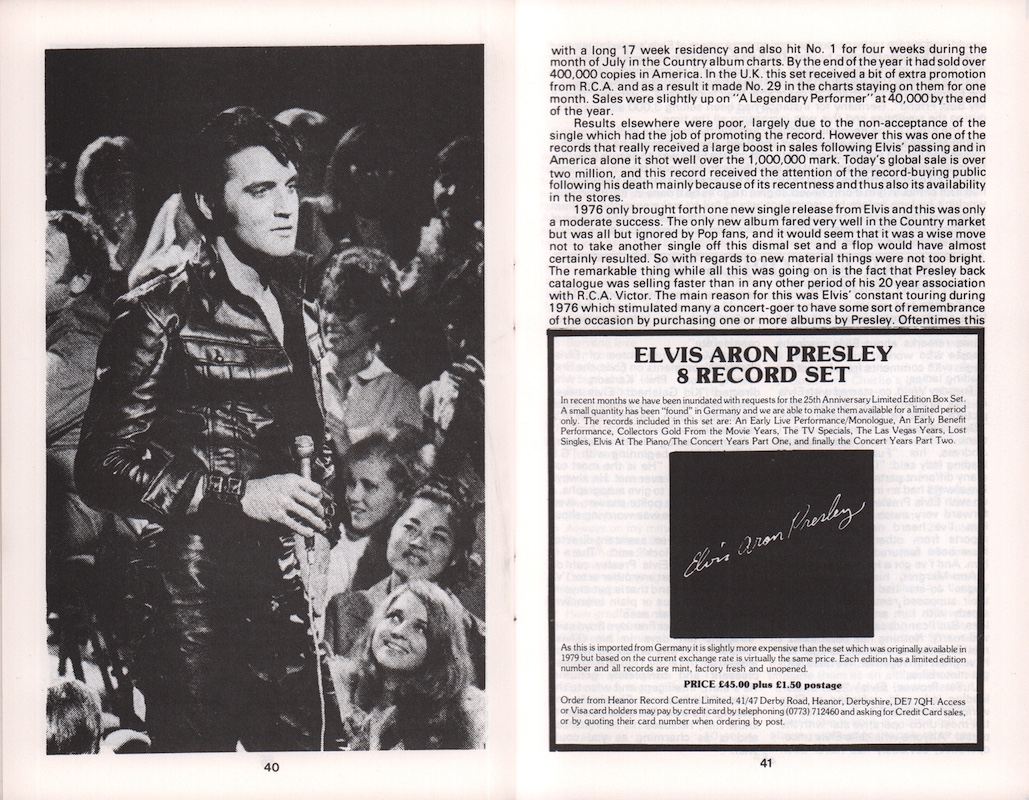 with a long 17 week residency and also hit No. 1 for four weeks during the
month of July in the Country album charts. By the end of the year it had sold over
400,000 copies in America. In the U.K. this set received a bit of extra promotion
from R.C.A. and as a result it made No. 29 in the charts staying on them for one
month. Sales were slightly up on "A Legendary Performer" at 40,000 by the end
of the year.
Results elsewhere were poor, largely due to the non-acceptance of the
single which had the job of promoting the record. However this was one of the
records that really received a large boost in sales following Elvis' passing and in
America alone it shot well over the 1,000,000 mark. Today's global sale is over
two million, and this record received the attention of the record-buying public
following his death mainly because of its recentness and thus also its availability
in the stores.
1976 only brought forth one new single release from Elvis and this was only
a moderate success. The only new album fared very well in the Country market
but was all but ignored by Pop fans, and it would seem that it was a wise move
not to take another single off this dismal set and a flop would have almost
certainly resulted. So with regards to new material things were not too bright.
The remarkable thing while all this was going on is the fact that Presley back
catalogue was selling faster than in any other period of his 20 year association
with R.C.A. Victor. The main reason for this was Elvis' constant touring during
1976 which stimulated many a concert-goer to have some sort of remembrance
of the occasion by purchasing one or more albums by Presley. Oftentimes this
ELVIS ARON PRESLEY
8 RECORD SET
In recent months we have been inundated with requests for the 25th Anniversary Limited Edition Box Set.
A small quantity has been "found" in Germany and we are able to make them available for a limited period
only. The records included in this set are: An Early Live Performance/Monologue, An Early Benefit
Performance, Collectors Gold From the Movie Years, The TV Specials, The Las Vegas Years, Lost
Singles, Elvis At The Piano/The Concert Years Part One, and finally the Concert Years Part Two.
Elvis Aron Presley
As this is imported from Germany it is slightly more expensive than the set which was originally available in
1979 but based on the current exchange rate is virtually the same price. Each edition has a limited edition
number and all records are mint, factory fresh and unopened.
PRICE £45.00 plus £1.50 postage
Order from Heanor Record Centre Limited, 41/47 Derby Road, Heanor, Derbyshire, DE7 7QH. Access
or Visa card holders may pay by credit card by telephoning (0773) 712460 and asking for Credit Card sales,
or by quoting their card number when ordering by post.
40
41